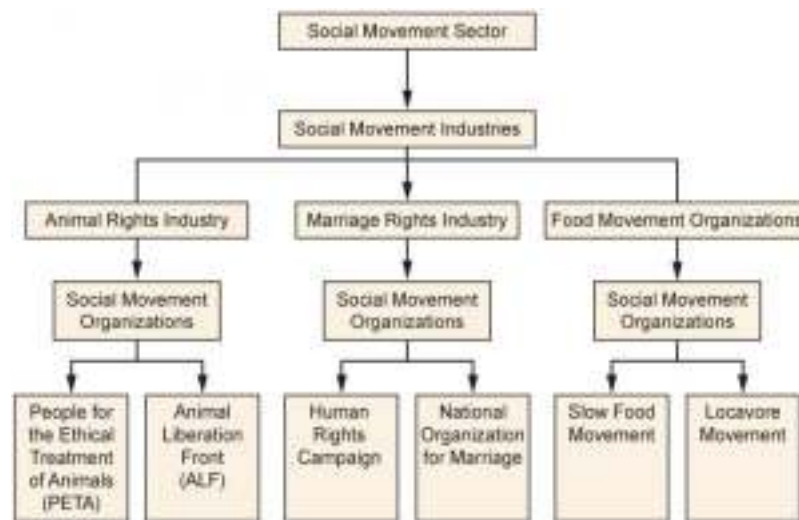 Social Movement Sector
Social Movement Industries
Animal Rights Industry
Marriage Rights Industry
Food Movement Organizations
Social Movement
Organizations
Social Movement
Organizations
Social Movement
Organizations
People for
the Ethical
Treatment
of Animals
(PETA)
Animal
Liberation
Front
(ALF)
Human
Rights
Campaign
National
Organization
for Marriage
Slow Food
Movement
Locavore
Movement